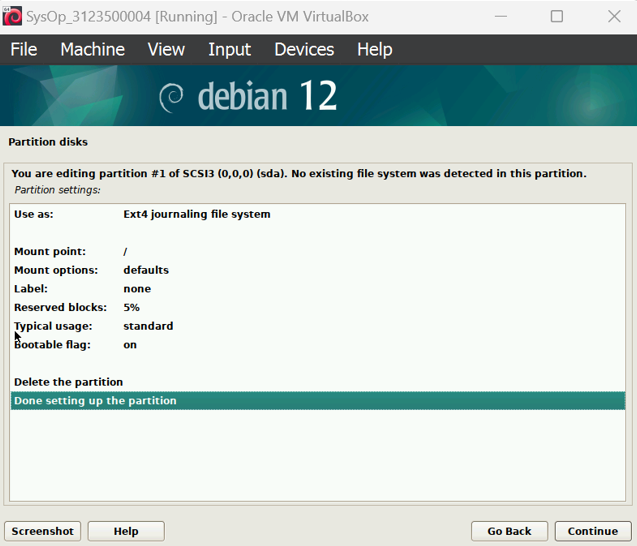 SysOp_3123500004 [Running] - Oracle VM VirtualBox
File Machine View Input Devices Help
debian 12
Partition disks
You are editing partition #1 of SCSI3 (0,0,0) (sda). No existing file system was detected in this partition.
Partition settings:
Use as: Ext4 journaling file system
Mount point: /
Mount options: defaults
Label: none
Reserved blocks: 5%
Typical usage: standard
Bootable flag: on
Delete the partition
Done setting up the partition
Screenshot Help Go Back Continue